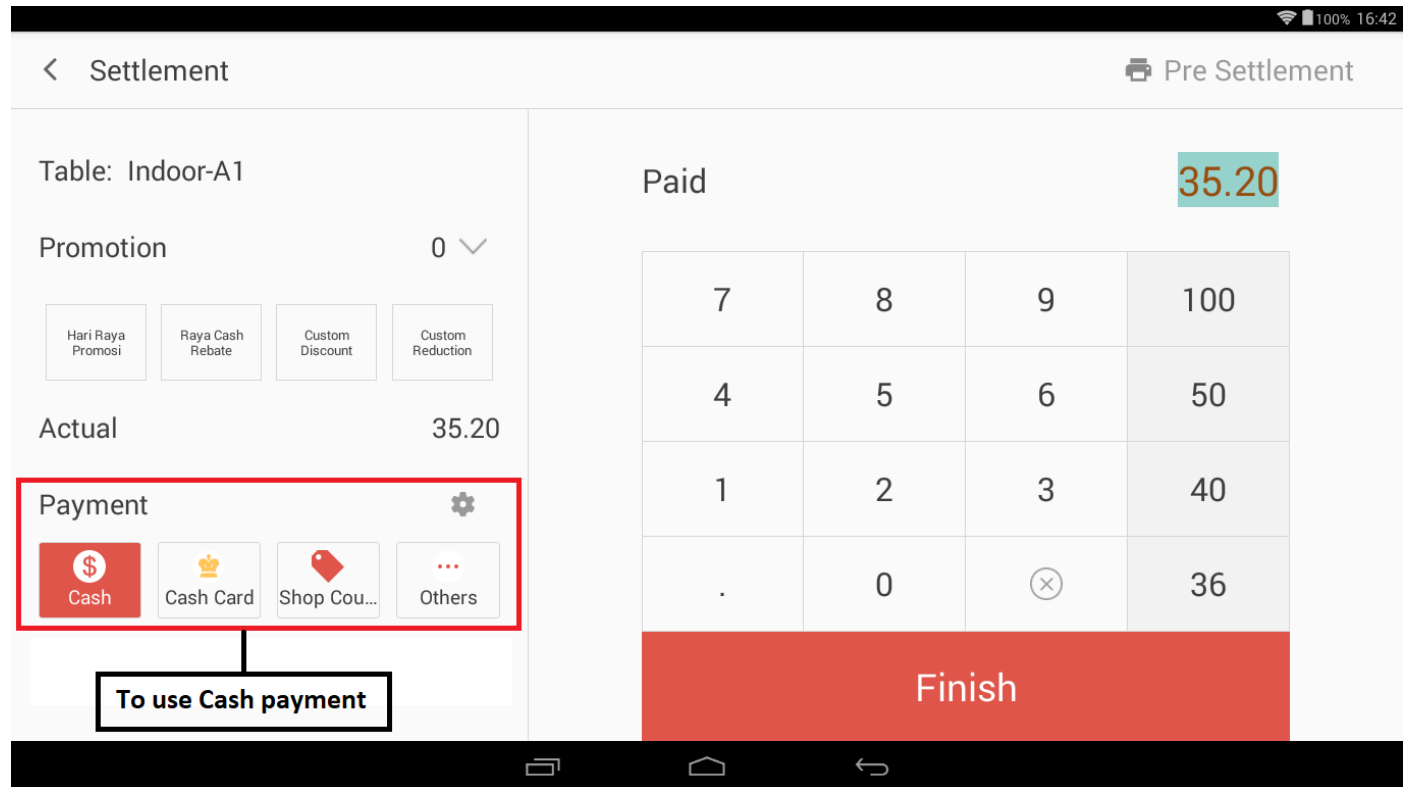 100% 16:42
Settlement
Pre Settlement
Table: Indoor-A1
Promotion 0
Hari Raya Promosi
Raya Cash Rebate
Custom Discount
Custom Reduction
Actual 35.20
Payment
Cash
Cash Card
Shop Cou...
Others
To use Cash payment
Paid 35.20
7 8 9 100
4 5 6 50
1 2 3 40
. 0 36
Finish